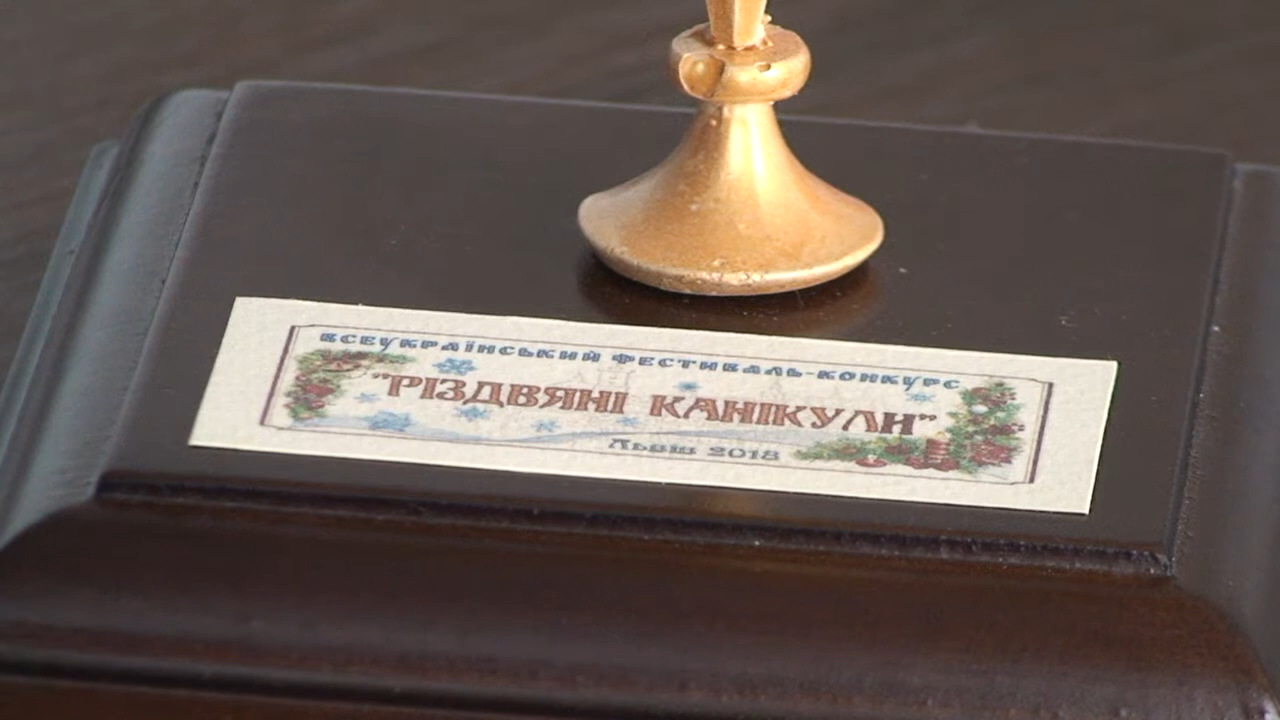 ВСЕУКРАЇНСЬКИЙ ФЕСТИВАЛЬ-КОНКУРС
"РІЗДВЯНІ КАНІКУЛИ"
Львів 2018